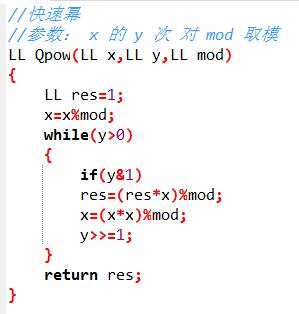 //快速幂
//参数： x 的 y 次 对 mod 取模
LL Qpow(LL x,LL y,LL mod)
{
    LL res=1;
    x=x%mod;
    while(y>0)
    {
        if(y&1)
        res=(res*x)%mod;
        x=(x*x)%mod;
        y>>=1;
    }
    return res;
}